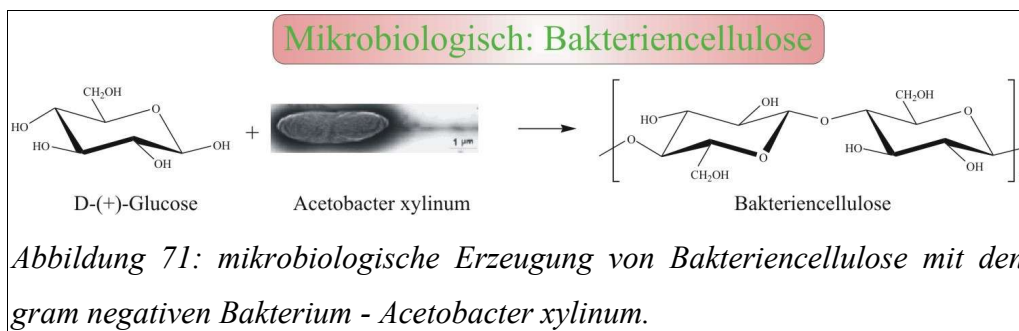 Mikrobiologisch: Bakteriencellulose
CH₂OH
O
HO
HO
OH
OH
+
1 µm
HO
OH
O
O
O
CH₂OH
CH₂OH
O
HO
OH
D-(+)-Glucose
Acetobacter xylinum
Bakteriencellulose
Abbildung 71: mikrobiologische Erzeugung von Bakteriencellulose mit den
gram negativen Bakterium - Acetobacter xylinum.